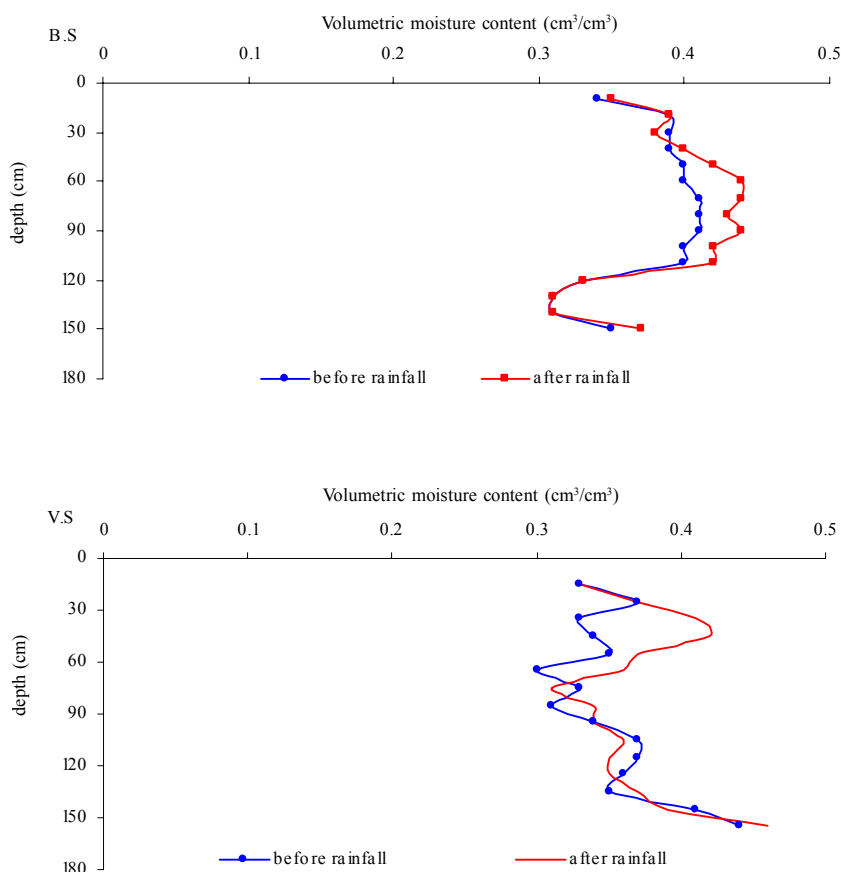 Volumetric moisture content (cm³/cm³)
B.S
0 0.1 0.2 0.3 0.4 0.5
0
30
60
90
120
150
180
depth (cm)
before rainfall after rainfall
Volumetric moisture content (cm³/cm³)
V.S
0 0.1 0.2 0.3 0.4 0.5
0
30
60
90
120
150
180
depth (cm)
before rainfall after rainfall